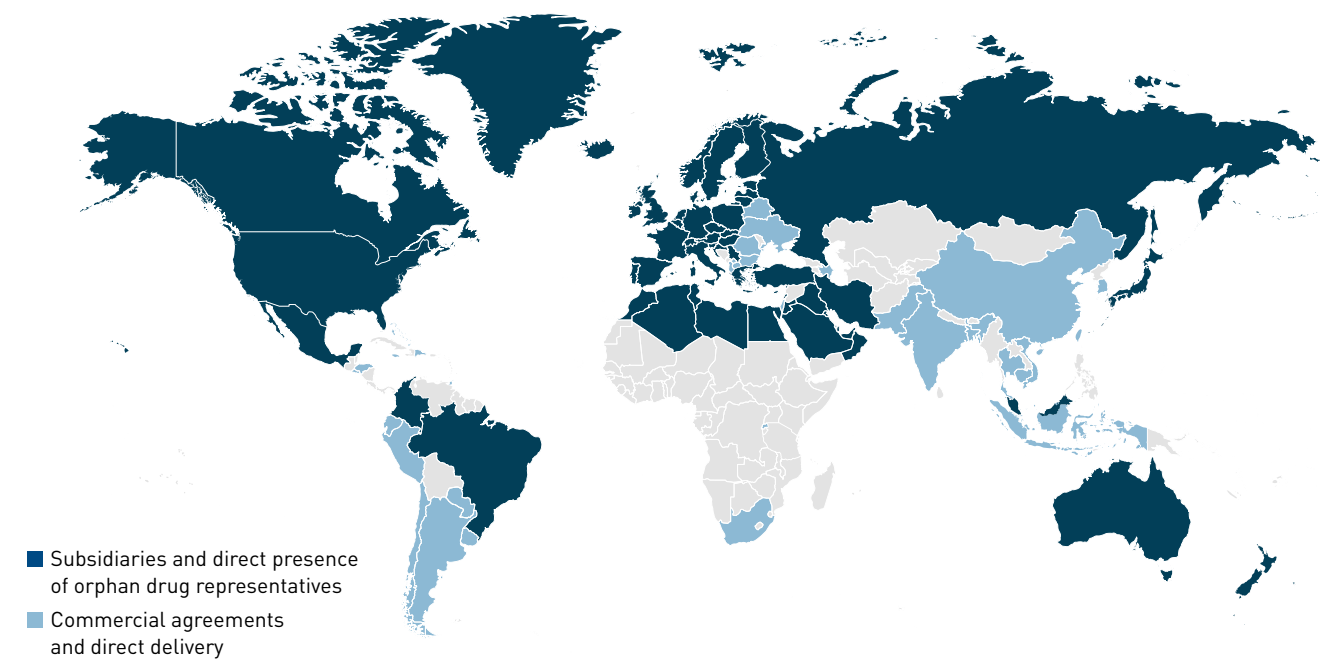 Subsidiaries and direct presence
of orphan drug representatives
Commercial agreements
and direct delivery